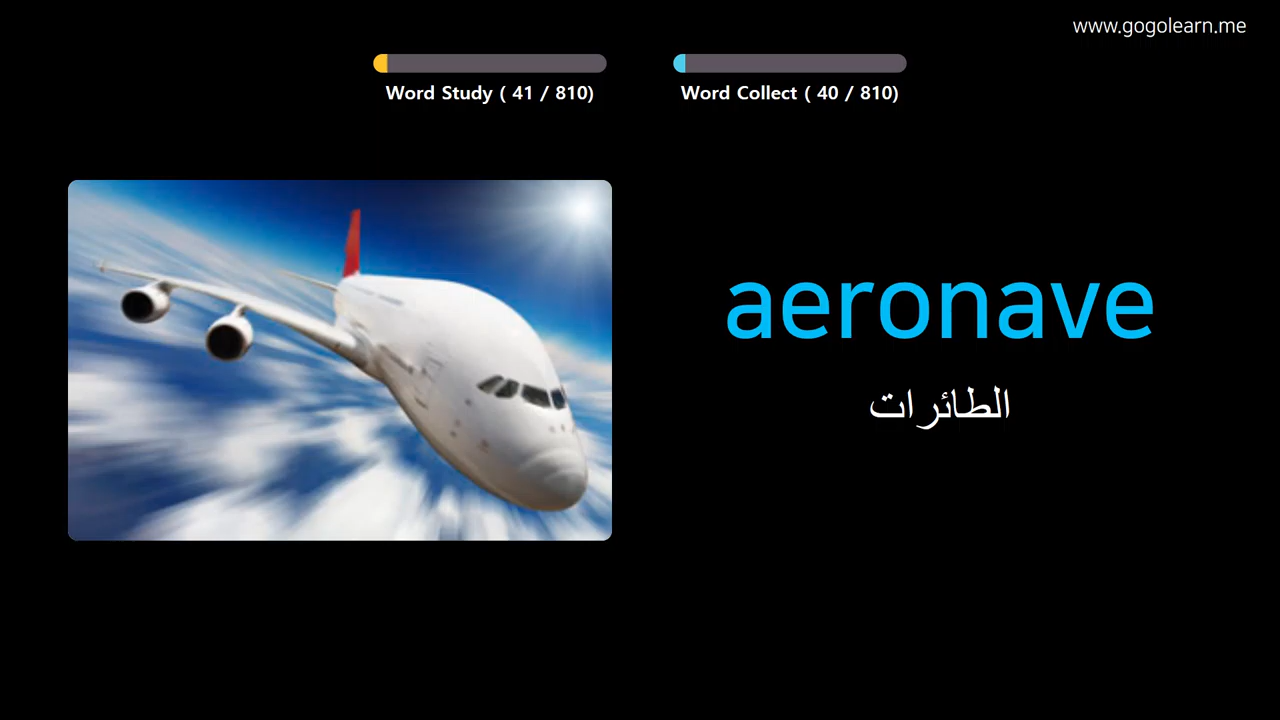 www.gogolearn.me
Word Study ( 41 / 810)
Word Collect ( 40 / 810)
aeronave
الطائرات